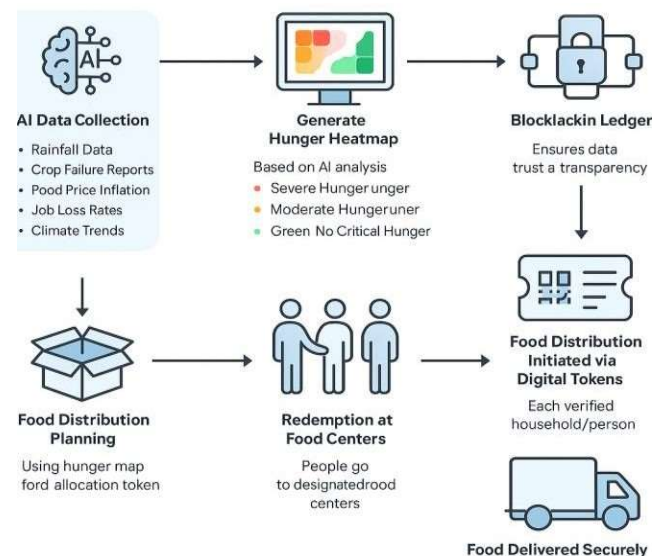 AI
AI Data Collection
• Rainfall Data
• Crop Failure Reports
• Pood Price Inflation
• Job Loss Rates
• Climate Trends
Generate
Hunger Heatmap
Based on AI analysis
• Severe Hunger unger
• Moderate Hunger uner
• Green No Critical Hunger
Blocklackin Ledger
Ensures data
trust a transparency
Food Distribution
Planning
Using hunger map
ford allocation token
Redemption at
Food Centers
People go
to designatedrood
centers
Food Distribution
Initiated via
Digital Tokens
Each verified
household/person
Food Delivered Securely